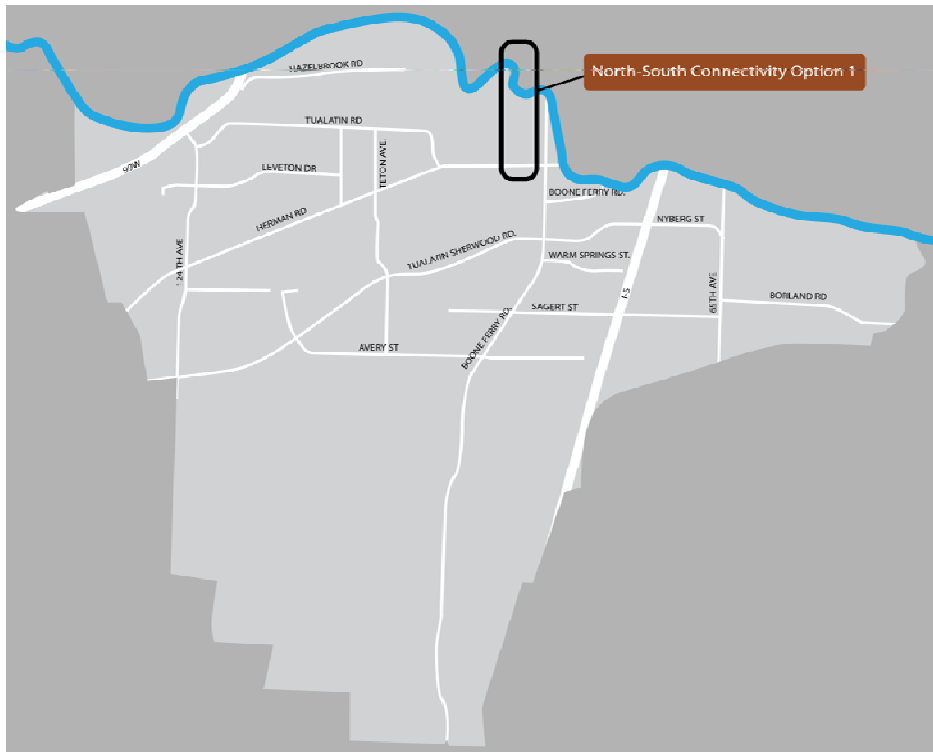 HAZELBROOK RD
North-South Connectivity Option 1
TUALATIN RD
99W
LEVETON DR
TETON AVE
BOONE FERRY RD.
HERMAN RD
NYBERG ST
TUALATIN SHERWOOD RD.
124 TH AVE
WARM SPRINGS ST.
I-5
65TH AVE
BORLAND RD
SAGERT ST
BOONE FERRY RD.
AVERY ST